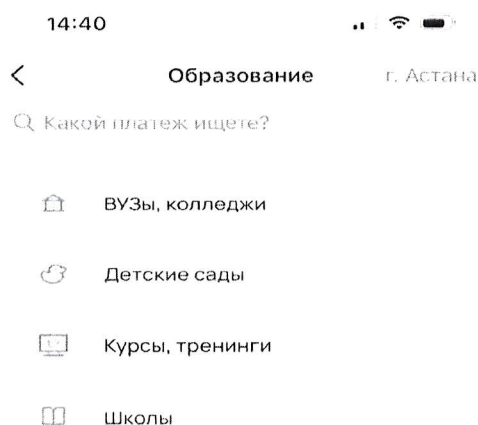 14:40
Образование
г. Астана
Какой платеж ищете?
ВУЗы, колледжи
Детские сады
Курсы, тренинги
Школы